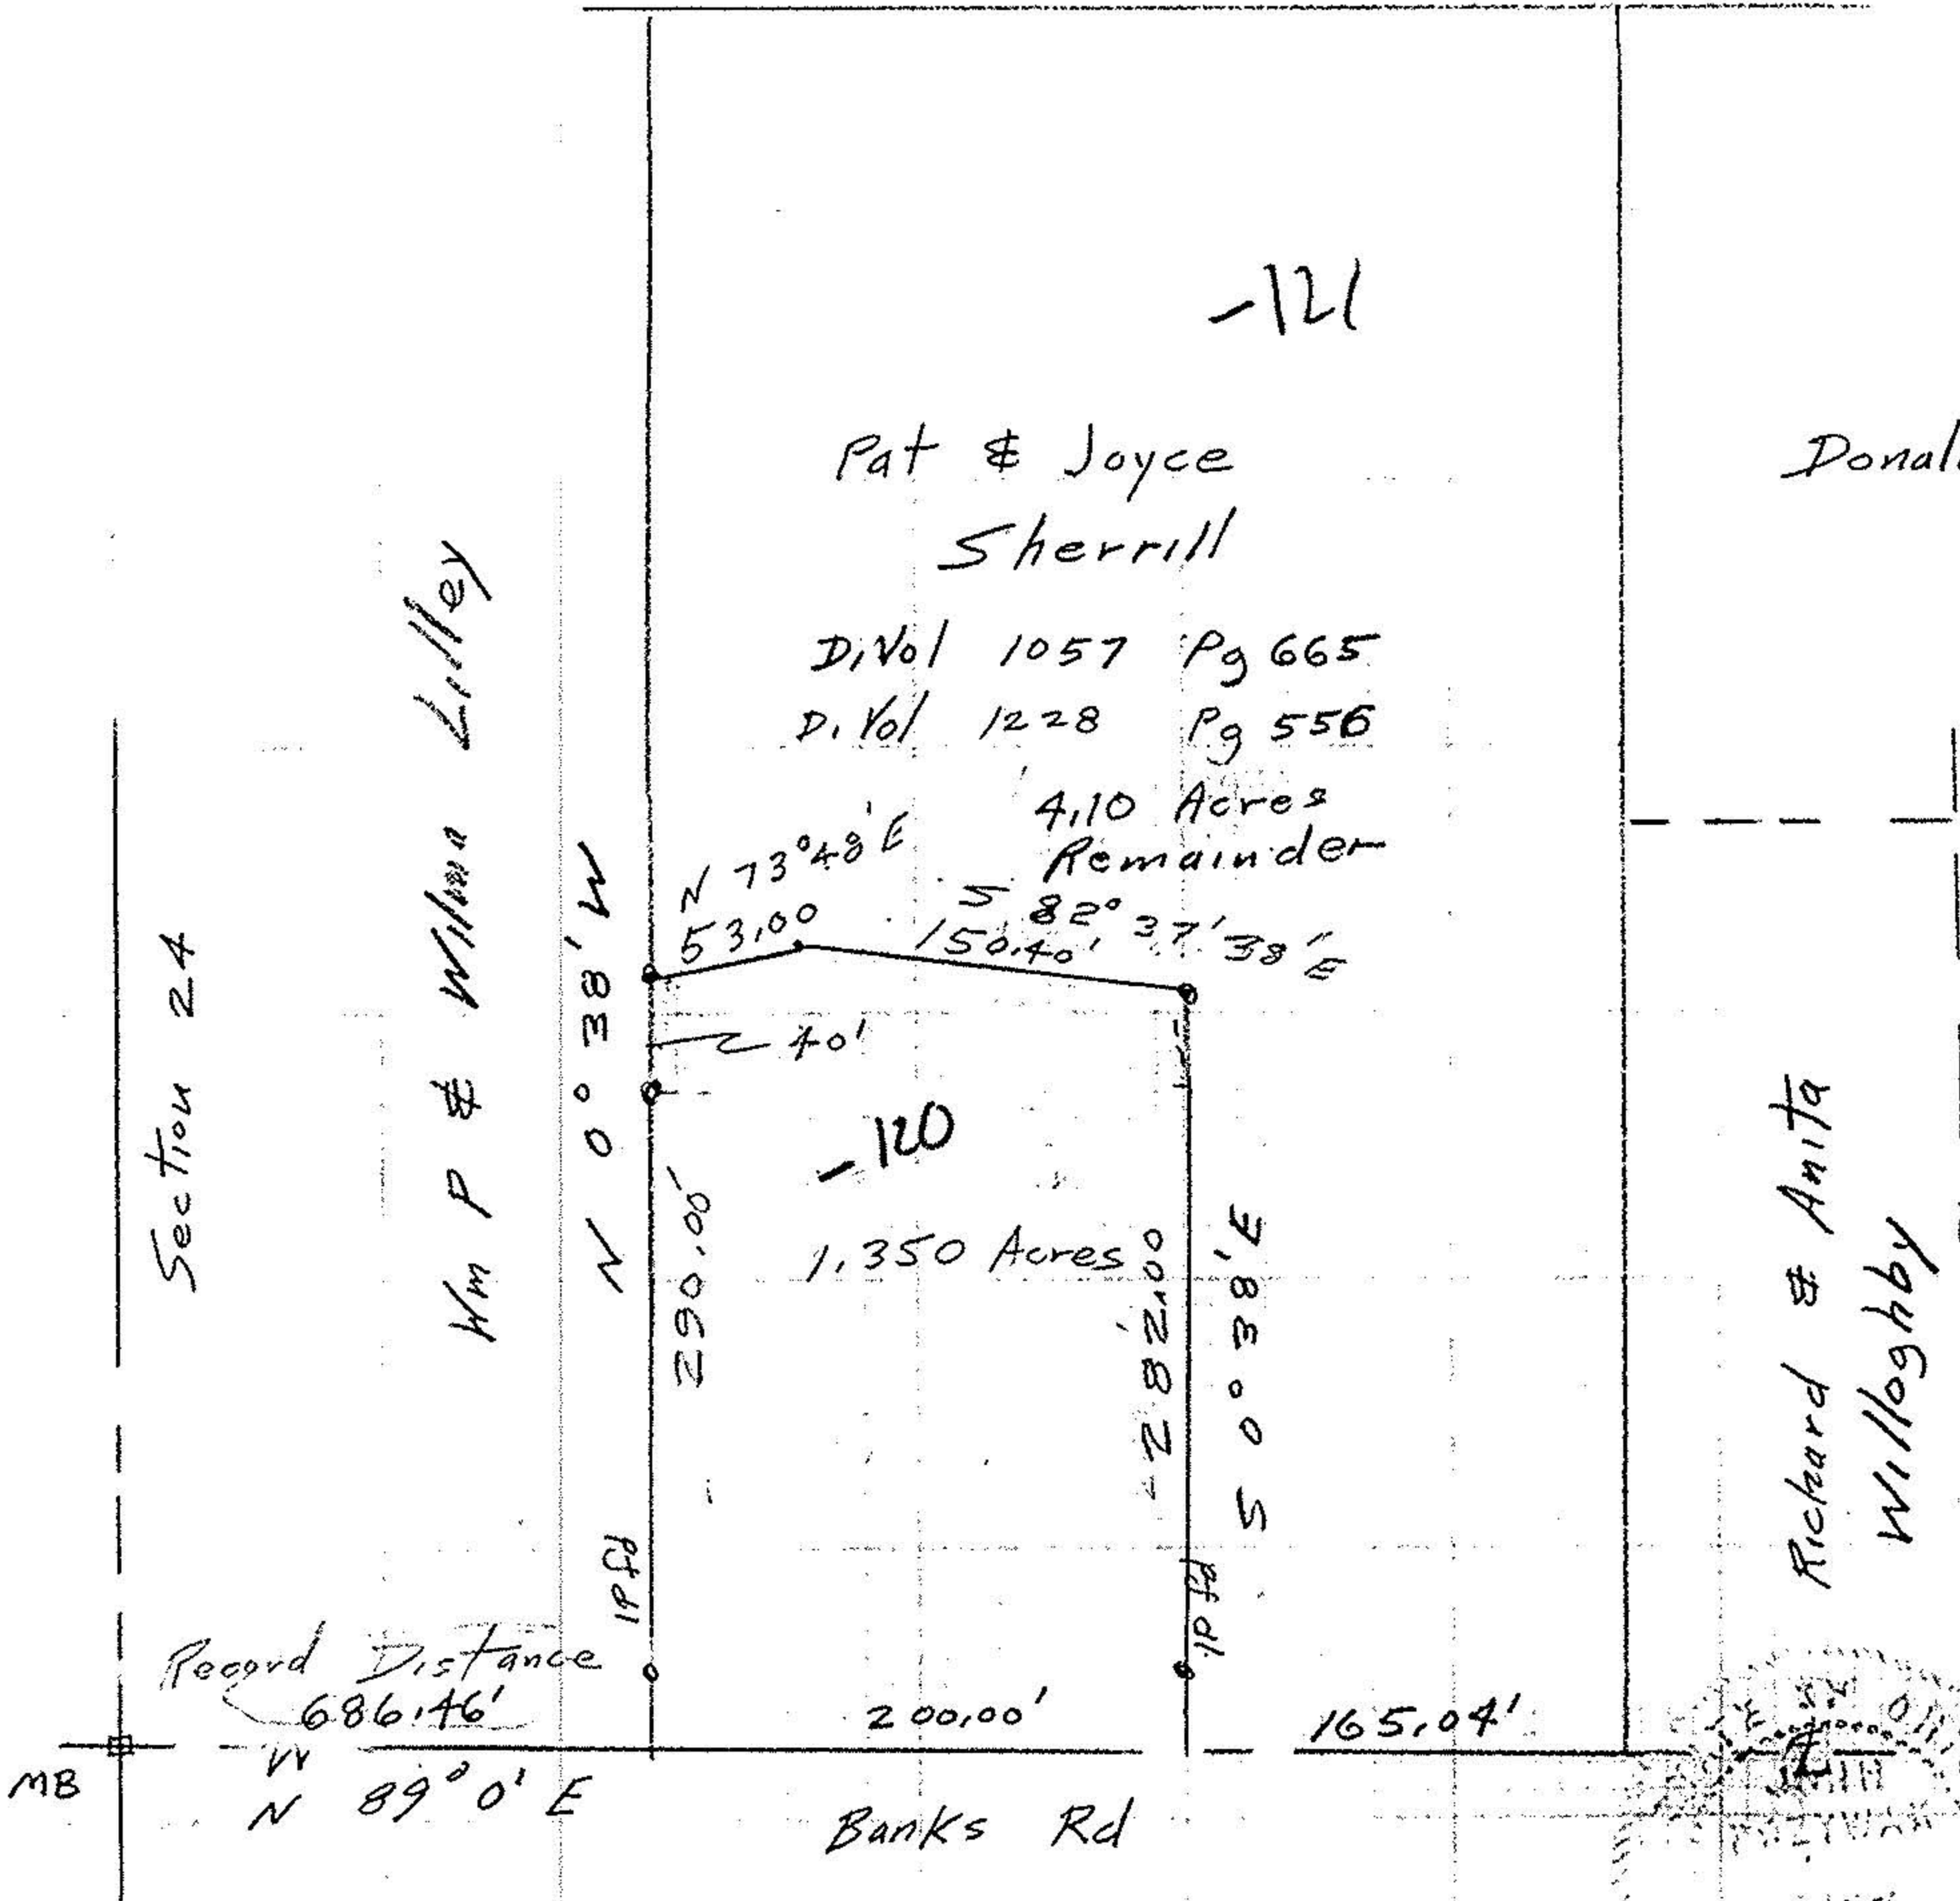 -121
Pat & Joyce
Sherrill
D.Vol 1057 Pg 665
D.Vol 1228 Pg 556
4.10 Acres
Remainder
Donal
Section 24
Wm P & Wilma Lilley
N 0° 38' W
N 73°48' E
53.00
S 82° 37' 38" E
150.40'
40'
-120
1.350 Acres
290.00'
282.00
S 0° 38' E
Richard & Anita
Willoghby
IP fd
IP fd
Record Distance
686.46'
200.00'
165.04'
MB
N 89° 0' E
Banks Rd